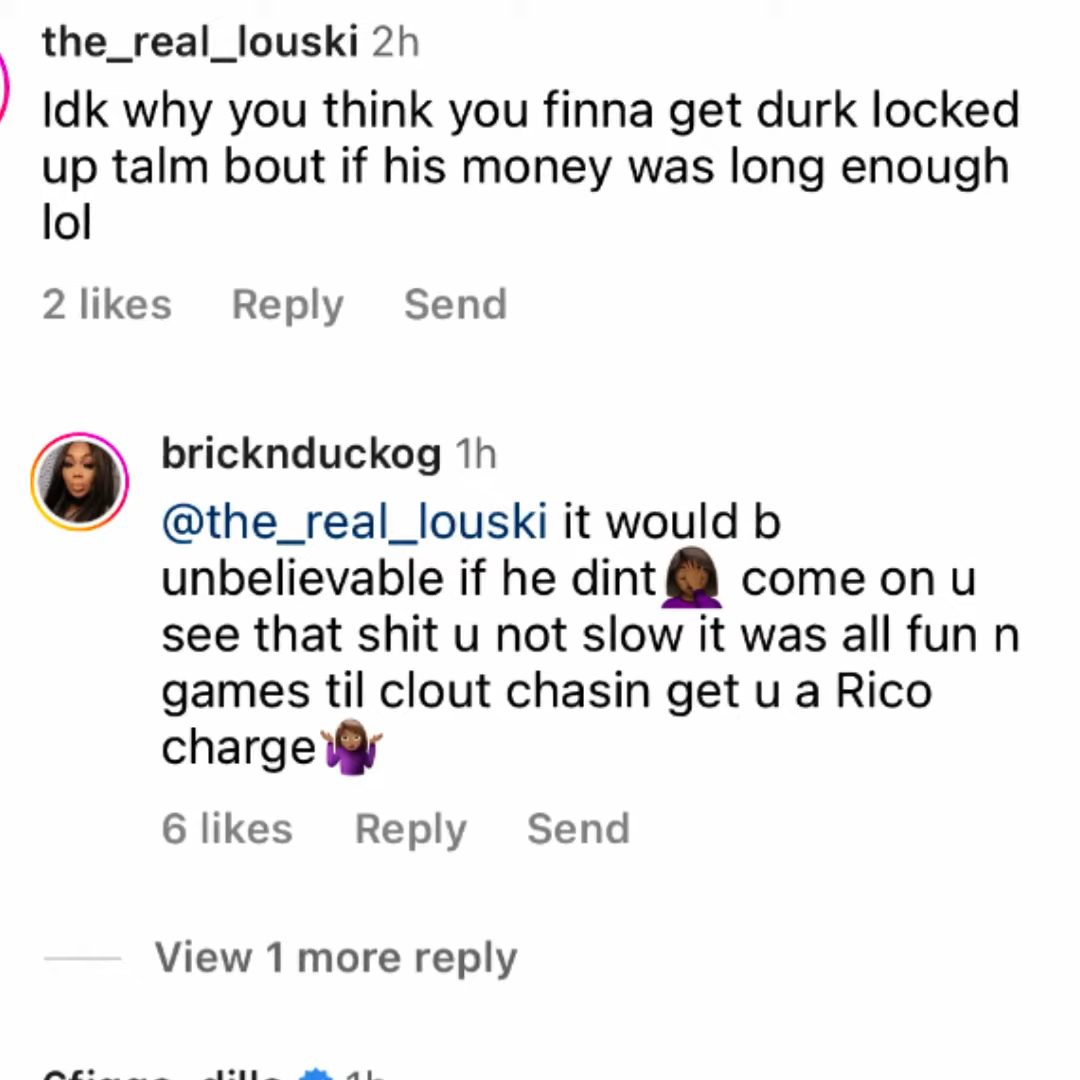 the_real_louski 2h
Idk why you think you finna get durk locked
up talm bout if his money was long enough
lol
2 likes Reply Send
bricknduckog 1h
@the_real_louski it would b
unbelievable if he dint🤦🏾‍♀️ come on u
see that shit u not slow it was all fun n
games til clout chasin get u a Rico
charge🤷🏽‍♀️
6 likes Reply Send
View 1 more reply
1h